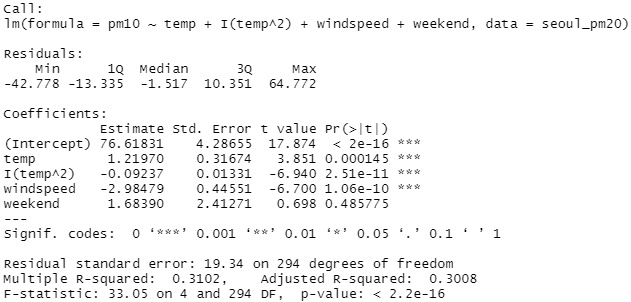 Call:
lm(formula = pm10 ~ temp + I(temp^2) + windspeed + weekend, data = seoul_pm20)
Residuals:
Min 1Q Median 3Q Max
-42.778 -13.335 -1.517 10.351 64.772
Coefficients:
Estimate Std. Error t value Pr(>|t|)
(Intercept) 76.61831 4.28655 17.874 < 2e-16 ***
temp 1.21970 0.31674 3.851 0.000145 ***
I(temp^2) -0.09237 0.01331 -6.940 2.51e-11 ***
windspeed -2.98479 0.44551 -6.700 1.06e-10 ***
weekend 1.68390 2.41271 0.698 0.485775
---
Signif. codes: 0 ‘***’ 0.001 ‘**’ 0.01 ‘*’ 0.05 ‘.’ 0.1 ‘ ’ 1
Residual standard error: 19.34 on 294 degrees of freedom
Multiple R-squared: 0.3102, Adjusted R-squared: 0.3008
F-statistic: 33.05 on 4 and 294 DF, p-value: < 2.2e-16